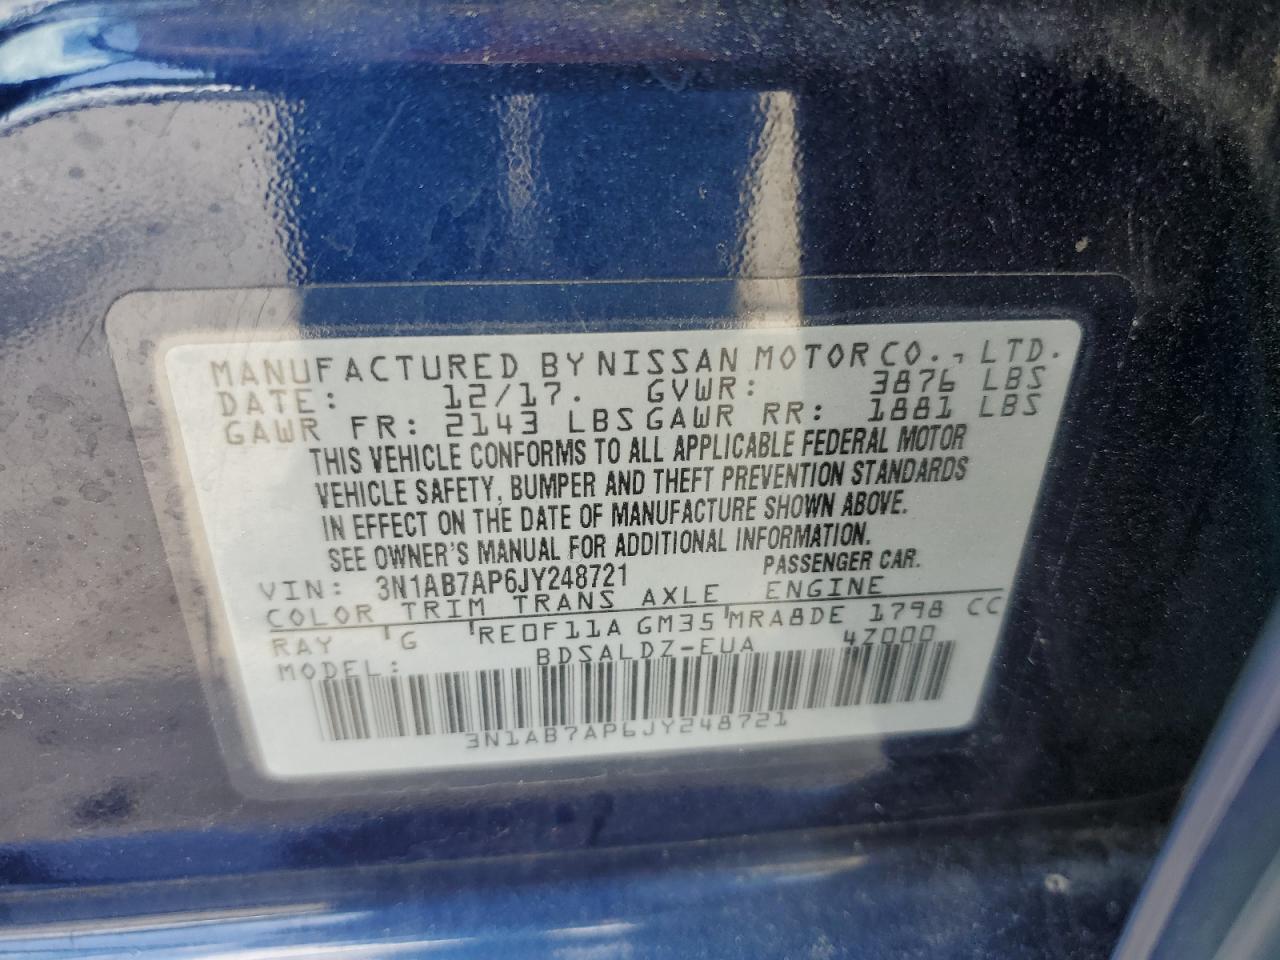 MANUFACTURED BY NISSAN MOTOR CO., LTD.
DATE: 12/17. GVWR: 3876 LBS
GAWR FR: 2143 LBS GAWR RR: 1881 LBS
THIS VEHICLE CONFORMS TO ALL APPLICABLE FEDERAL MOTOR
VEHICLE SAFETY, BUMPER AND THEFT PREVENTION STANDARDS
IN EFFECT ON THE DATE OF MANUFACTURE SHOWN ABOVE.
SEE OWNER'S MANUAL FOR ADDITIONAL INFORMATION.
VIN: 3N1AB7AP6JY248721 PASSENGER CAR.
COLOR TRIM TRANS AXLE ENGINE
RAY G RE0F11A GM35 MRA8DE 1798 CC
MODEL: BDSALDZ-EUA 4Z000
3N1AB7AP6JY248721